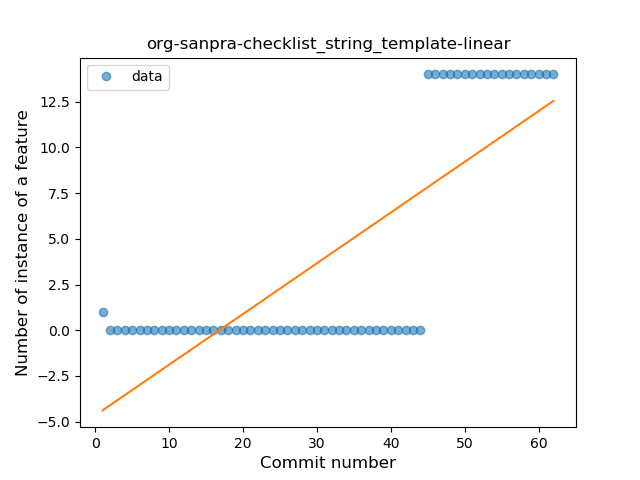 org-sanpra-checklist_string_template-linear
data
Number of instance of a feature
12.5
10.0
7.5
5.0
2.5
0.0
−2.5
−5.0
0 10 20 30 40 50 60
Commit number